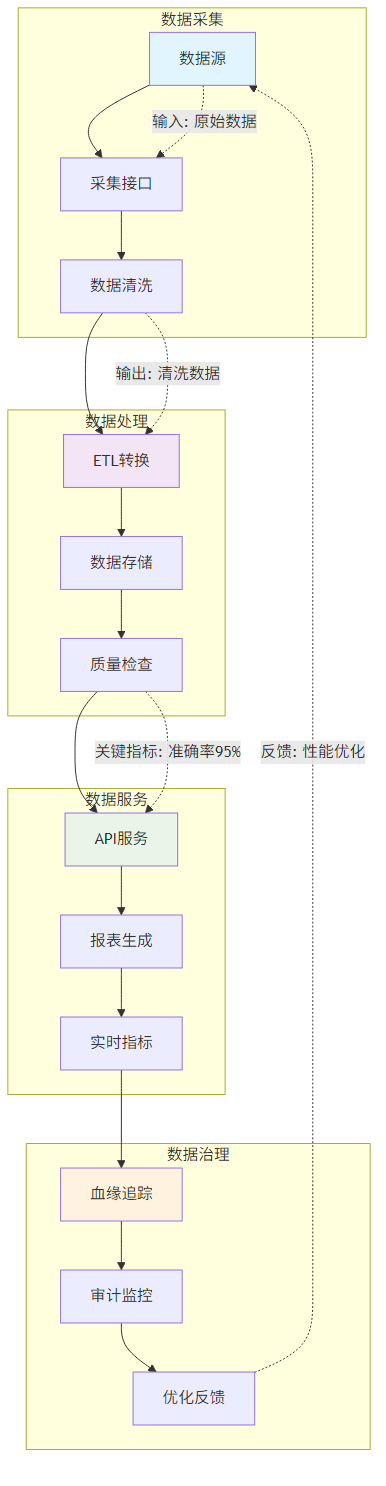 数据采集
数据源
输入: 原始数据
采集接口
数据清洗
输出: 清洗数据
数据处理
ETL转换
数据存储
质量检查
关键指标: 准确率95%
反馈: 性能优化
数据服务
API服务
报表生成
实时指标
数据治理
血缘追踪
审计监控
优化反馈